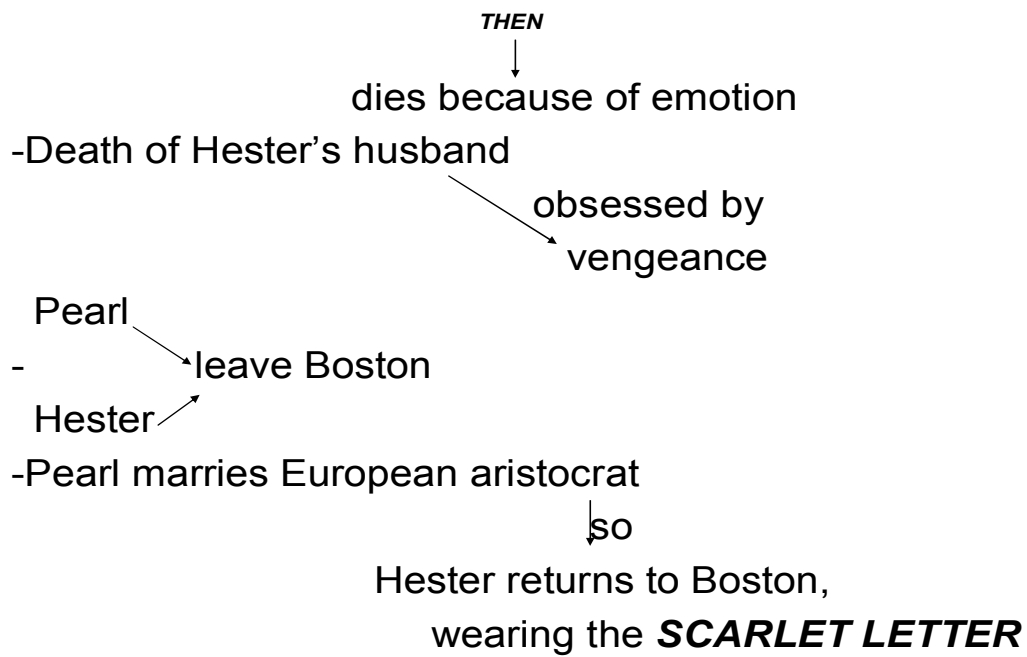 THEN
dies because of emotion
-Death of Hester’s husband
obsessed by
vengeance
Pearl
- leave Boston
Hester
-Pearl marries European aristocrat
so
Hester returns to Boston,
wearing the SCARLET LETTER